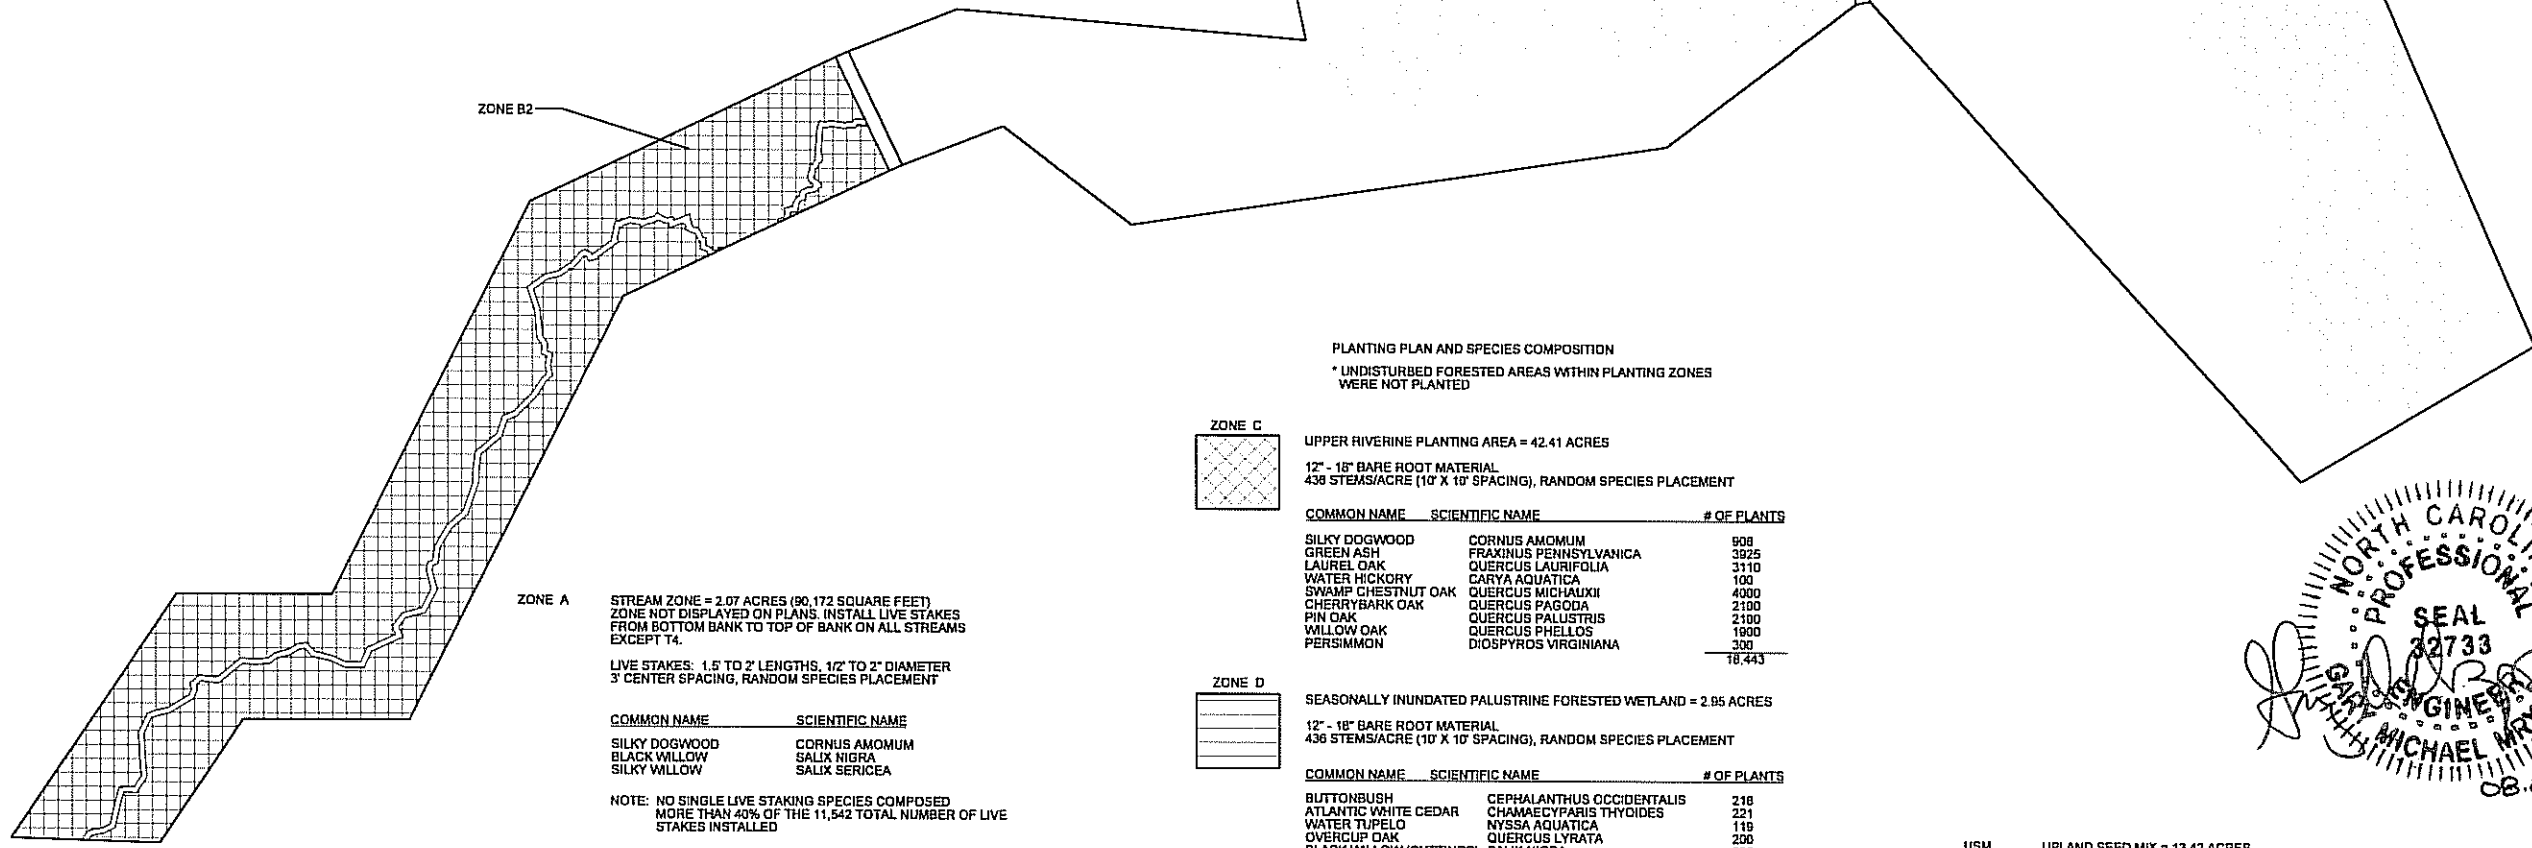 ZONE B2
PLANTING PLAN AND SPECIES COMPOSITION
* UNDISTURBED FORESTED AREAS WITHIN PLANTING ZONES
WERE NOT PLANTED
ZONE C
UPPER RIVERINE PLANTING AREA = 42.41 ACRES
12" - 18" BARE ROOT MATERIAL
436 STEMS/ACRE (10' X 10' SPACING), RANDOM SPECIES PLACEMENT
COMMON NAME SCIENTIFIC NAME # OF PLANTS
SILKY DOGWOOD CORNUS AMOMUM 908
GREEN ASH FRAXINUS PENNSYLVANICA 3925
LAUREL OAK QUERCUS LAURIFOLIA 3110
WATER HICKORY CARYA AQUATICA 100
SWAMP CHESTNUT OAK QUERCUS MICHAUXII 4000
CHERRYBARK OAK QUERCUS PAGODA 2100
PIN OAK QUERCUS PALUSTRIS 2100
WILLOW OAK QUERCUS PHELLOS 1900
PERSIMMON DIOSPYROS VIRGINIANA 300
18,443
ZONE D
SEASONALLY INUNDATED PALUSTRINE FORESTED WETLAND = 2.95 ACRES
12" - 18" BARE ROOT MATERIAL
436 STEMS/ACRE (10' X 10' SPACING), RANDOM SPECIES PLACEMENT
COMMON NAME SCIENTIFIC NAME # OF PLANTS
BUTTONBUSH CEPHALANTHUS OCCIDENTALIS 218
ATLANTIC WHITE CEDAR CHAMAECYPARIS THYOIDES 221
WATER TUPELO NYSSA AQUATICA 119
OVERCUP OAK QUERCUS LYRATA 200
ZONE A
STREAM ZONE = 2.07 ACRES (90,172 SQUARE FEET)
ZONE NOT DISPLAYED ON PLANS. INSTALL LIVE STAKES
FROM BOTTOM BANK TO TOP OF BANK ON ALL STREAMS
EXCEPT T4.
LIVE STAKES: 1.5' TO 2' LENGTHS, 1/2" TO 2" DIAMETER
3' CENTER SPACING, RANDOM SPECIES PLACEMENT
COMMON NAME SCIENTIFIC NAME
SILKY DOGWOOD CORNUS AMOMUM
BLACK WILLOW SALIX NIGRA
SILKY WILLOW SALIX SERICEA
NOTE: NO SINGLE LIVE STAKING SPECIES COMPOSED
MORE THAN 40% OF THE 11,542 TOTAL NUMBER OF LIVE
STAKES INSTALLED
NORTH
PROFESSIONAL
SEAL
32733
ENGINEER
GARY MICHAEL
USM UPLAND SEED MIX = 13.42 ACRES